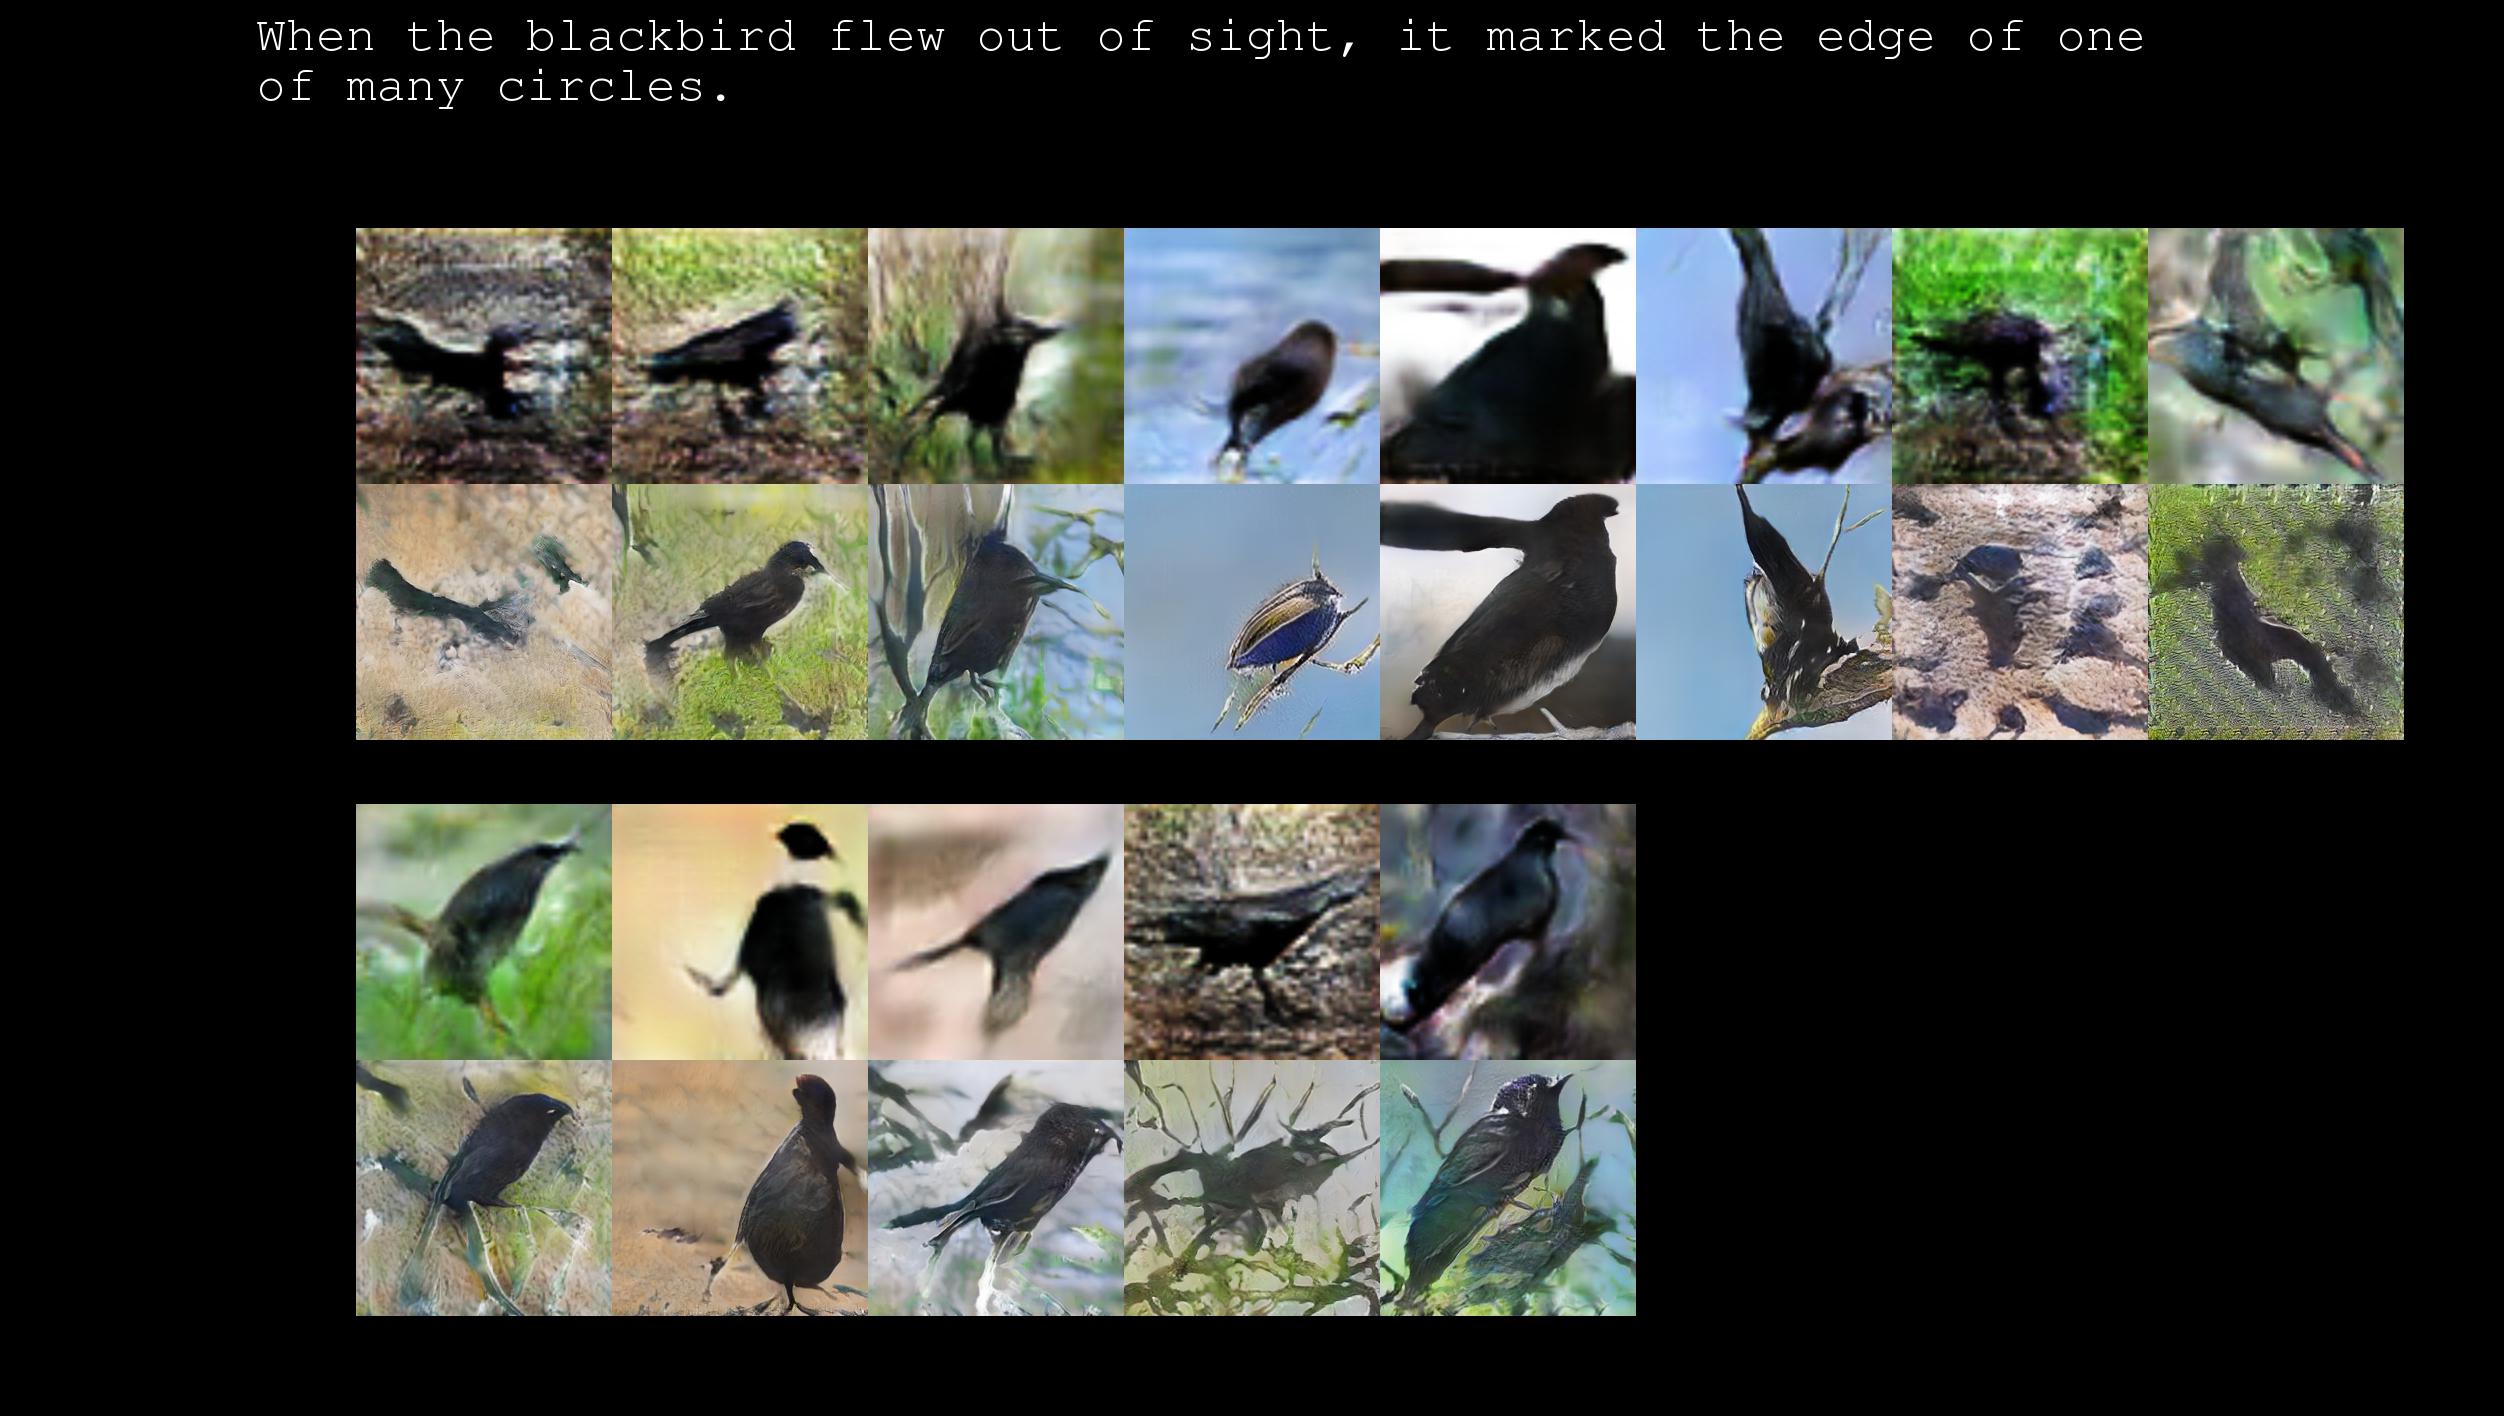 When the blackbird flew out of sight, it marked the edge of one
of many circles.